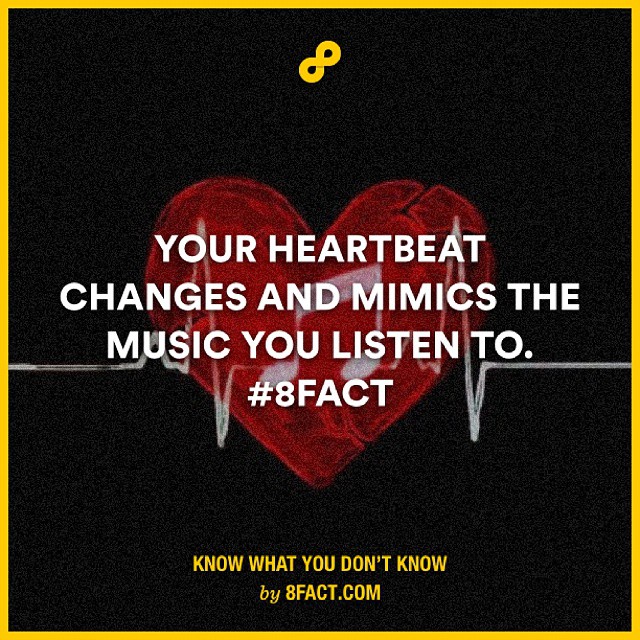 YOUR HEARTBEAT
CHANGES AND MIMICS THE
MUSIC YOU LISTEN TO.
#8FACT
KNOW WHAT YOU DON'T KNOW
by 8FACT.COM